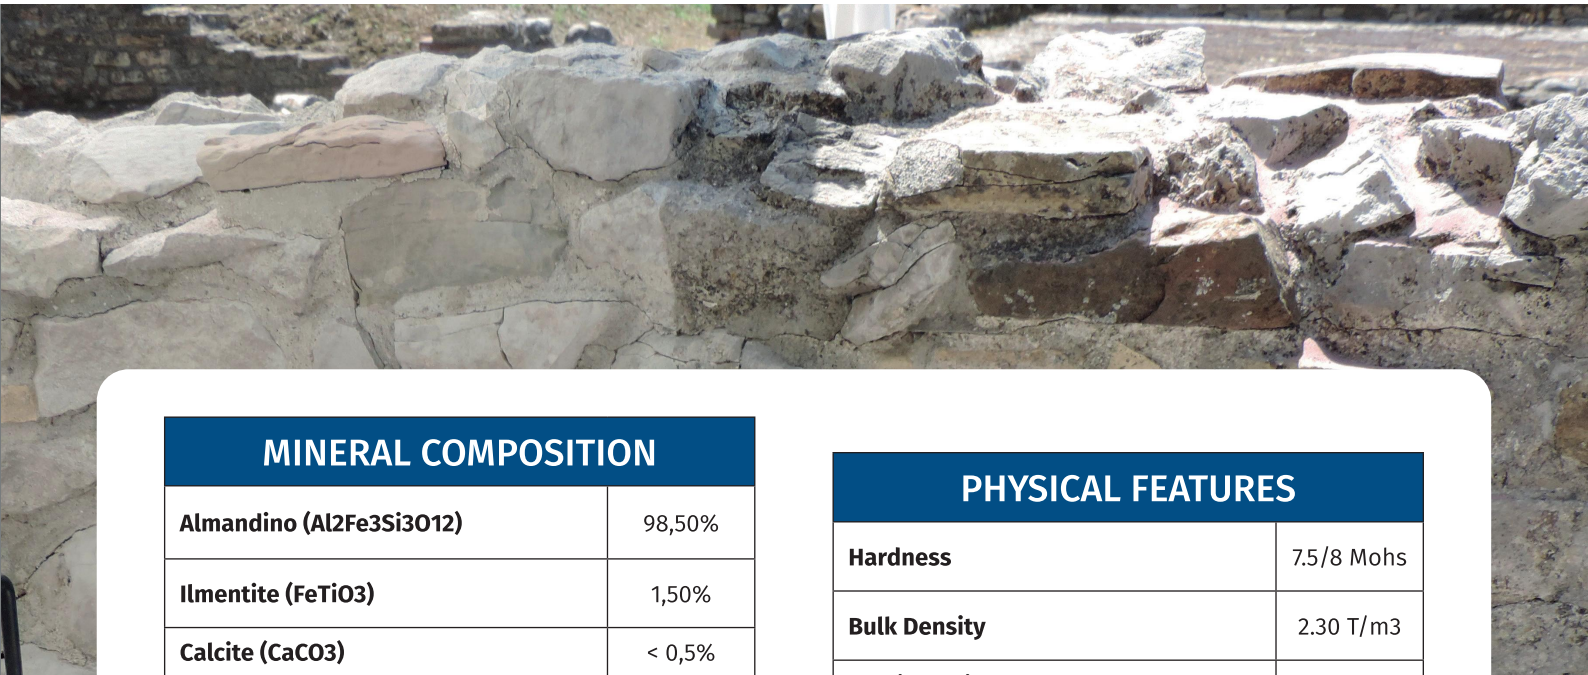 MINERAL COMPOSITION
Almandino (Al2Fe3Si3O12) 98,50%
Ilmentite (FeTiO3) 1,50%
Calcite (CaCO3) < 0,5%
PHYSICAL FEATURES
Hardness 7.5/8 Mohs
Bulk Density 2.30 T/m3